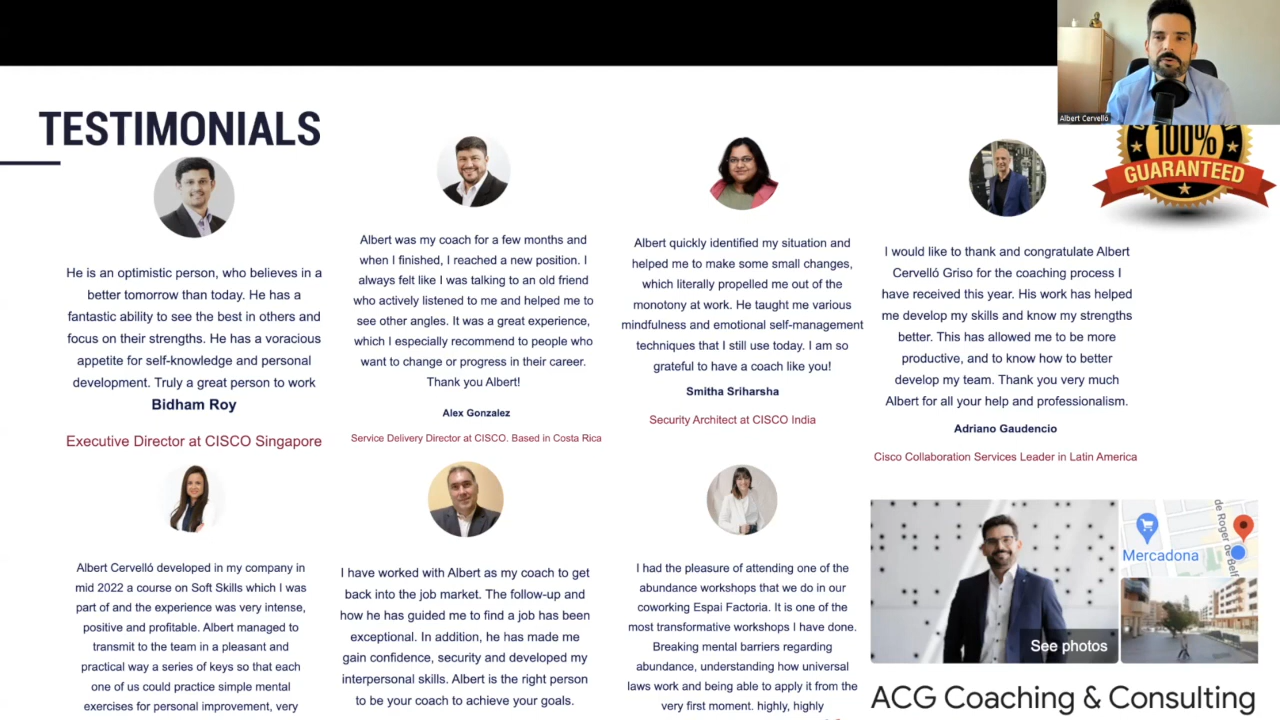 Albert Cervelló
TESTIMONIALS
100%
GUARANTEED
He is an optimistic person, who believes in a
better tomorrow than today. He has a
fantastic ability to see the best in others and
focus on their strengths. He has a voracious
appetite for self-knowledge and personal
development. Truly a great person to work
Bidham Roy
Executive Director at CISCO Singapore
Albert was my coach for a few months and
when I finished, I reached a new position. I
always felt like I was talking to an old friend
who actively listened to me and helped me to
see other angles. It was a great experience,
which I especially recommend to people who
want to change or progress in their career.
Thank you Albert!
Alex Gonzalez
Service Delivery Director at CISCO. Based in Costa Rica
Albert quickly identified my situation and
helped me to make some small changes,
which literally propelled me out of the
monotony at work. He taught me various
mindfulness and emotional self-management
techniques that I still use today. I am so
grateful to have a coach like you!
Smitha Sriharsha
Security Architect at CISCO India
I would like to thank and congratulate Albert
Cervelló Griso for the coaching process I
have received this year. His work has helped
me develop my skills and know my strengths
better. This has allowed me to be more
productive, and to know how to better
develop my team. Thank you very much
Albert for all your help and professionalism.
Adriano Gaudencio
Cisco Collaboration Services Leader in Latin America
Albert Cervelló developed in my company in
mid 2022 a course on Soft Skills which I was
part of and the experience was very intense,
positive and profitable. Albert managed to
transmit to the team in a pleasant and
practical way a series of keys so that each
one of us could practice simple mental
exercises for personal improvement, very
I have worked with Albert as my coach to get
back into the job market. The follow-up and
how he has guided me to find a job has been
exceptional. In addition, he has made me
gain confidence, security and developed my
interpersonal skills. Albert is the right person
to be your coach to achieve your goals.
I had the pleasure of attending one of the
abundance workshops that we do in our
coworking Espai Factoria. It is one of the
most transformative workshops I have done.
Breaking mental barriers regarding
abundance, understanding how universal
laws work and being able to apply it from the
very first moment. highly, highly
See photos
Mercadona
de Roger de
ACG Coaching & Consulting